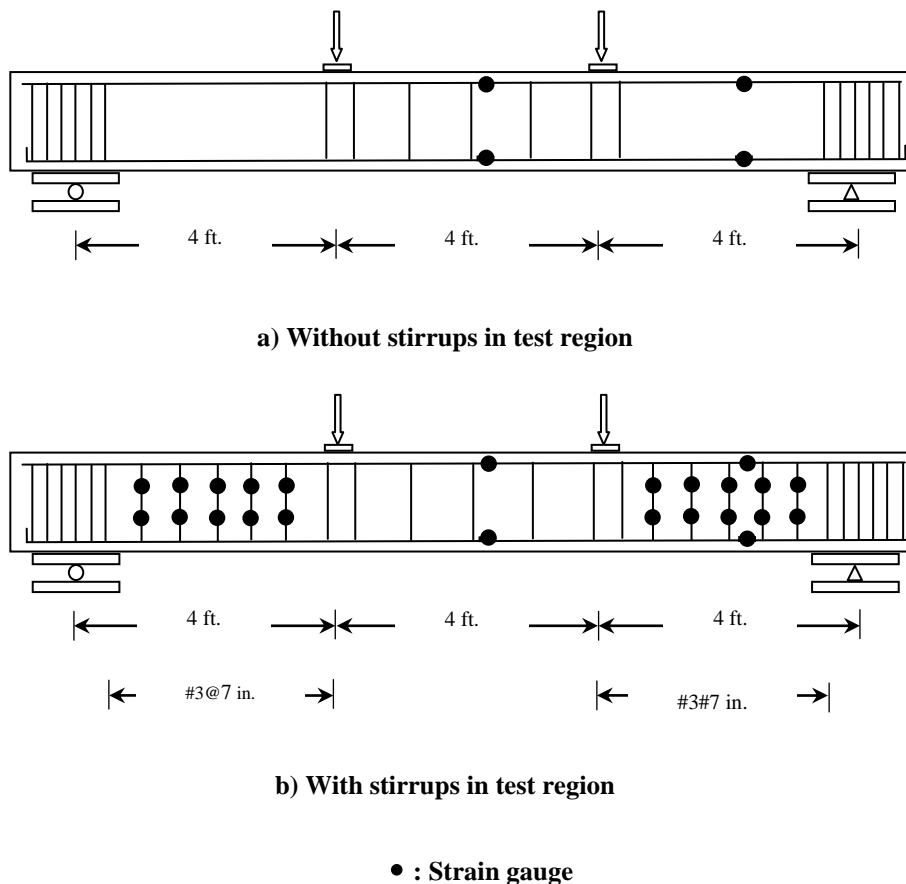 4 ft. 4 ft. 4 ft.
a) Without stirrups in test region
4 ft. 4 ft. 4 ft.
#3@7 in. #3#7 in.
b) With stirrups in test region
: Strain gauge